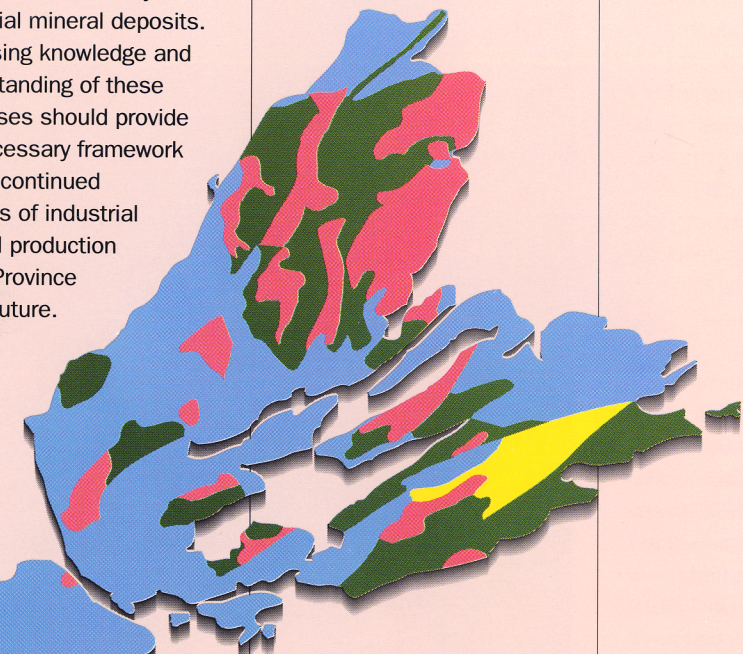 ial mineral deposits.
sing knowledge and
tanding of these
ses should provide
cessary framework
continued
s of industrial
l production
Province
uture.